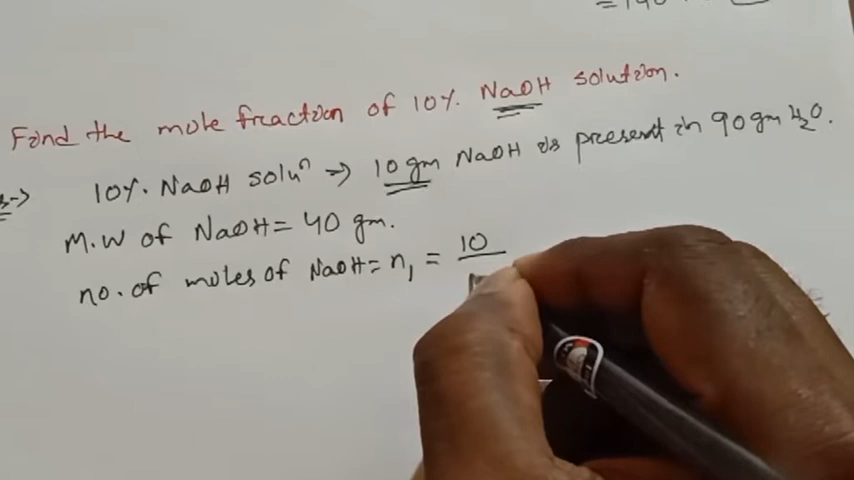 Find the mole fraction of 10%. NaOH solution.
10%. NaOH soluⁿ → 10 gm NaOH is present in 90 gm H₂O.
M.W of NaOH = 40 gm.
no. of moles of NaOH = n₁ = 10